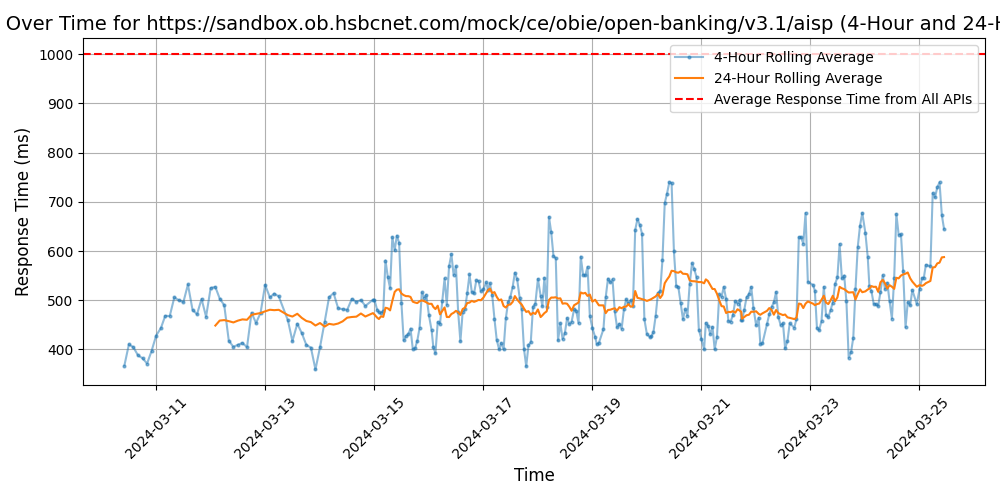 Over Time for https://sandbox.ob.hsbcnet.com/mock/ce/obie/open-banking/v3.1/aisp (4-Hour and 24-H
4-Hour Rolling Average
24-Hour Rolling Average
Average Response Time from All APIs
Response Time (ms)
1000
900
800
700
600
500
400
2024-03-11
2024-03-13
2024-03-15
2024-03-17
2024-03-19
2024-03-21
2024-03-23
2024-03-25
Time